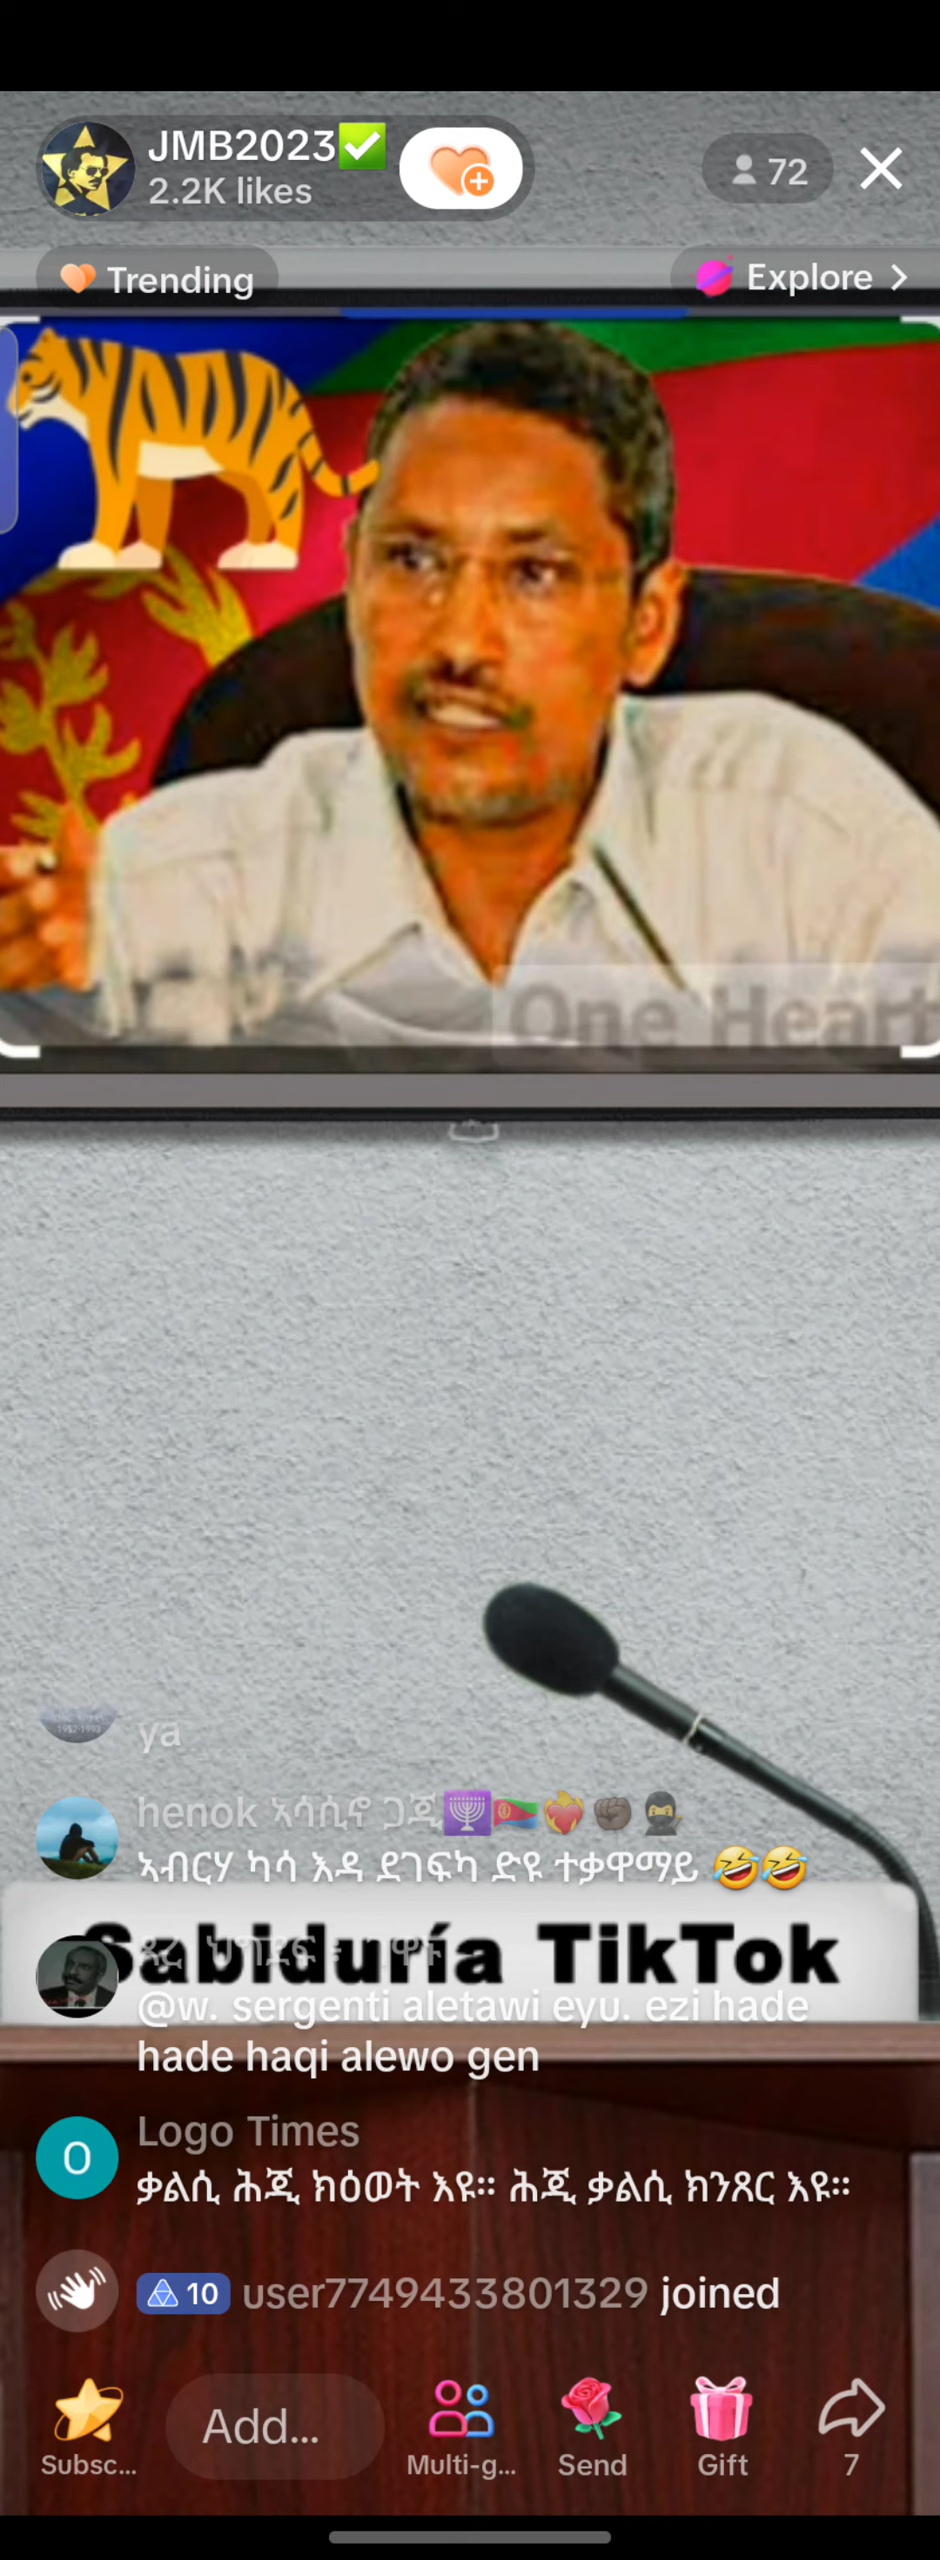 JMB2023✅
2.2K likes
72
Trending
Explore
One Heart
1952-1993
ya
henok ኣሳሲኖ ጋጂ🕎🇪🇷❤️‍🔥✊🏿🥷
ኣብርሃ ካሳ እዳ ደገፍካ ድዩ ተቃዋማይ 🤣🤣
Sabiduría TikTok
@w. sergenti aletawi eyu. ezi hade
hade haqi alewo gen
O
Logo Times
ቃልሲ ሕጂ ክዕወት እዩ። ሕጂ ቃልሲ ክንጸር እዩ።
10 user7749433801329 joined
Subsc...
Add...
Multi-g...
Send
Gift
7